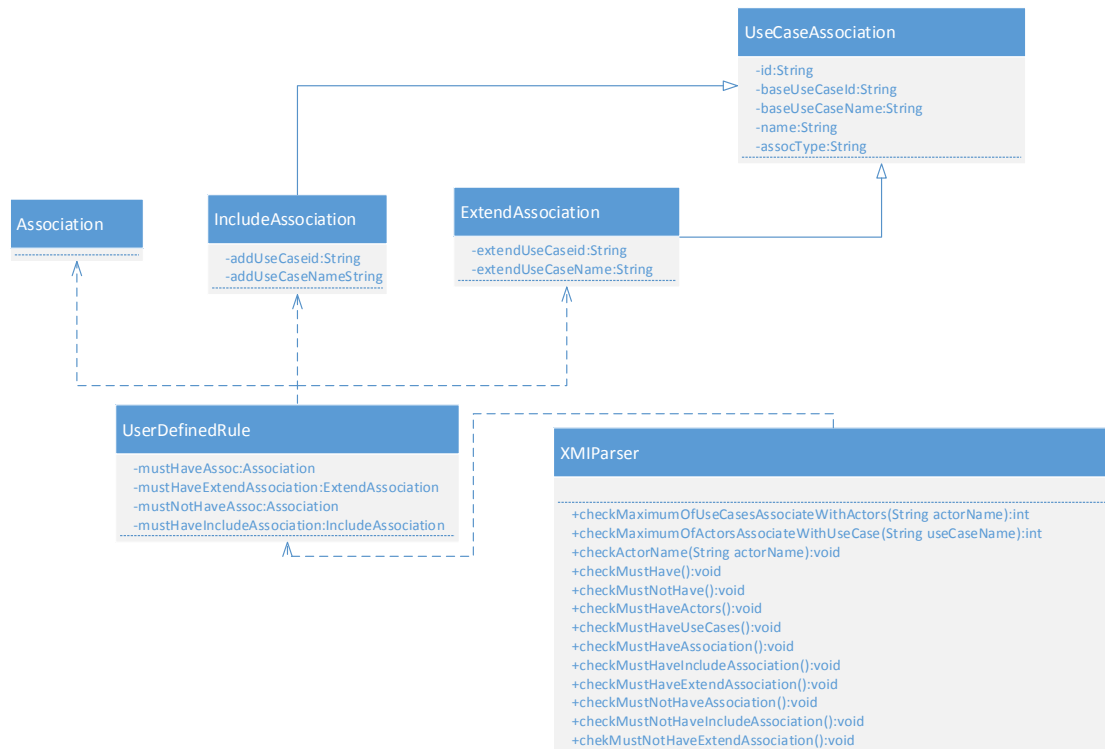 UseCaseAssociation
-id:String
-baseUseCaseId:String
-baseUseCaseName:String
-name:String
-assocType:String
Association
IncludeAssociation
-addUseCaseid:String
-addUseCaseNameString
ExtendAssociation
-extendUseCaseid:String
-extendUseCaseName:String
UserDefinedRule
-mustHaveAssoc:Association
-mustHaveExtendAssociation:ExtendAssociation
-mustNotHaveAssoc:Association
-mustHaveIncludeAssociation:IncludeAssociation
XMIParser
+checkMaximumOfUseCasesAssociateWithActors(String actorName):int
+checkMaximumOfActorsAssociateWithUseCase(String useCaseName):int
+checkActorName(String actorName):void
+checkMustHave():void
+checkMustNotHave():void
+checkMustHaveActors():void
+checkMustHaveUseCases():void
+checkMustHaveAssociation():void
+checkMustHaveIncludeAssociation():void
+checkMustHaveExtendAssociation():void
+checkMustNotHaveAssociation():void
+checkMustNotHaveIncludeAssociation():void
+chekMustNotHaveExtendAssociation():void